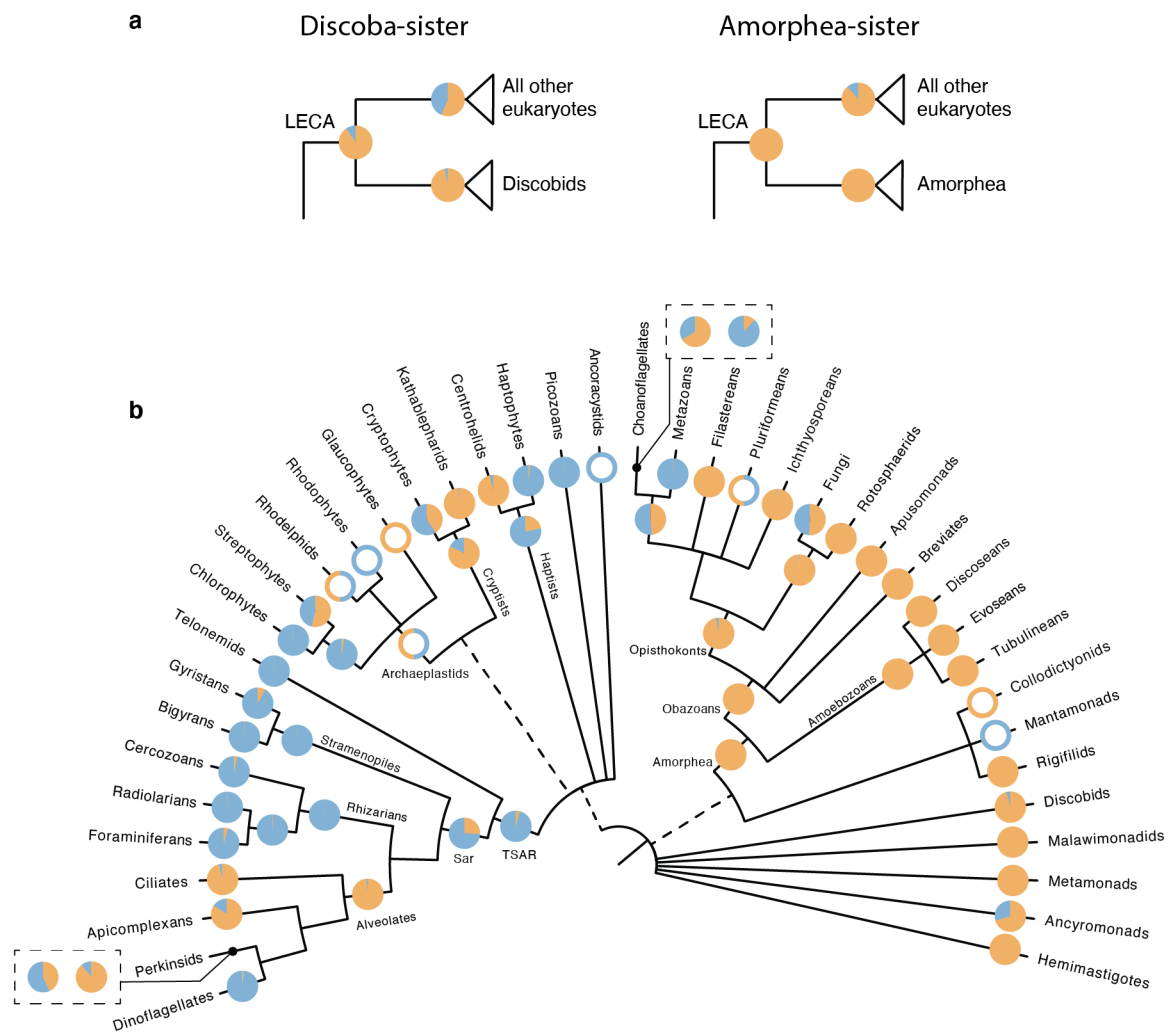 a
Discoba-sister
Amorphea-sister
LECA
All other
eukaryotes
Discobids
LECA
All other
eukaryotes
Amorphea
b
Dinoflagellates
Perkinsids
Apicomplexans
Ciliates
Foraminiferans
Radiolarians
Cercozoans
Bigyrans
Gyristans
Telonemids
Chlorophytes
Streptophytes
Rhodelphids
Rhodophytes
Glaucophytes
Cryptophytes
Kathablepharids
Centrohelids
Haptophytes
Picozoans
Ancoracystids
Choanoflagellates
Metazoans
Filastereans
Pluriformeans
Ichthyosporeans
Fungi
Rotosphaerids
Apusomonads
Breviates
Discoseans
Evoseans
Tubulineans
Collodictyonids
Mantamonads
Rigifilids
Discobids
Malawimonadids
Metamonads
Ancyromonads
Hemimastigotes
Cryptists
Haptists
Archaeplastids
Stramenopiles
Rhizarians
Sar
TSAR
Alveolates
Opisthokonts
Obazoans
Amoebozoans
Amorphea